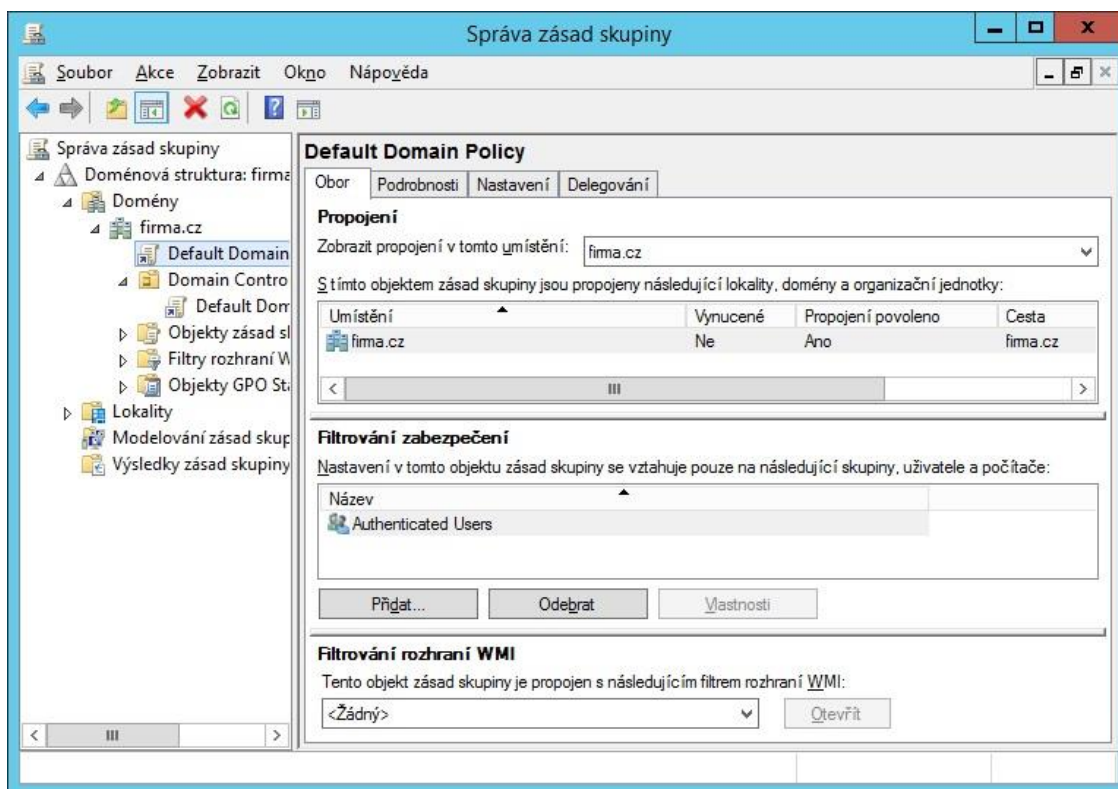 Správa zásad skupiny
Soubor Akce Zobrazit Okno Nápověda
Správa zásad skupiny
Doménová struktura: firma
Domény
firma.cz
Default Domain
Domain Contro
Default Dom
Objekty zásad sl
Filtry rozhraní W
Objekty GPO Sta
Lokality
Modelování zásad skup
Výsledky zásad skupiny
Default Domain Policy
Obor Podrobnosti Nastavení Delegování
Propojení
Zobrazit propojení v tomto umístění: firma.cz
S tímto objektem zásad skupiny jsou propojeny následující lokality, domény a organizační jednotky:
Umístění Vynucené Propojení povoleno Cesta
firma.cz Ne Ano firma.cz
Filtrování zabezpečení
Nastavení v tomto objektu zásad skupiny se vztahuje pouze na následující skupiny, uživatele a počítače:
Název
Authenticated Users
Přidat... Odebrat Vlastnosti
Filtrování rozhraní WMI
Tento objekt zásad skupiny je propojen s následujícím filtrem rozhraní WMI:
<Žádný> Otevřít